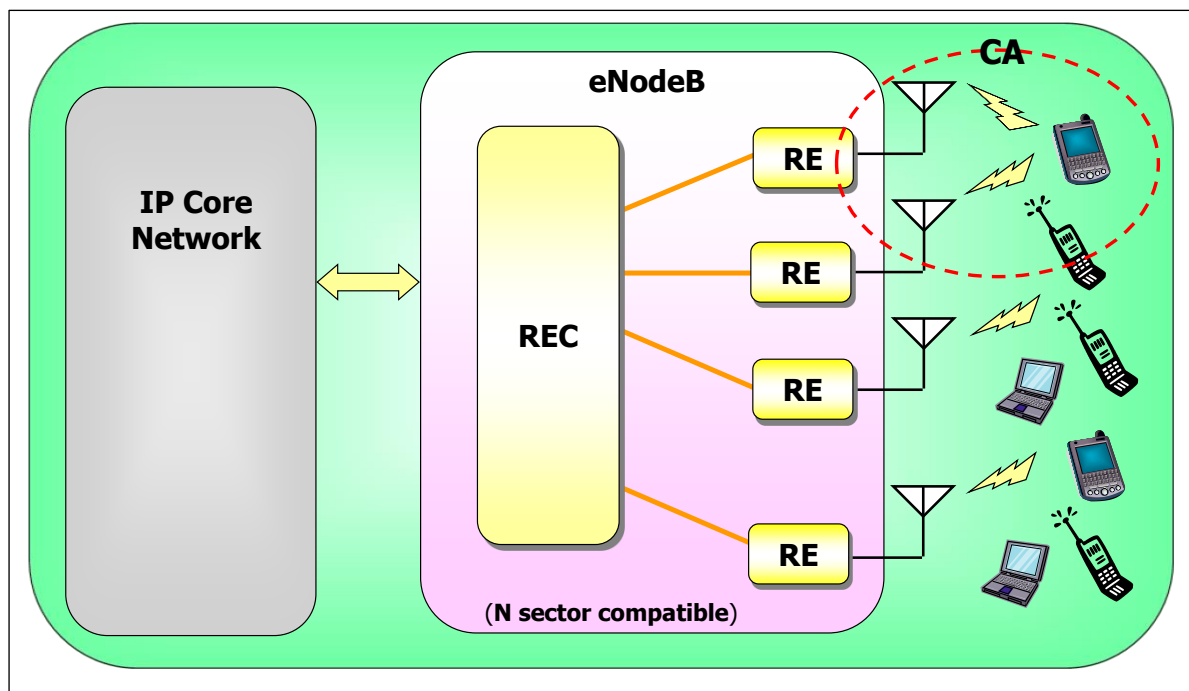 CA
eNodeB
IP Core
Network
REC
RE
RE
RE
RE
(N sector compatible)